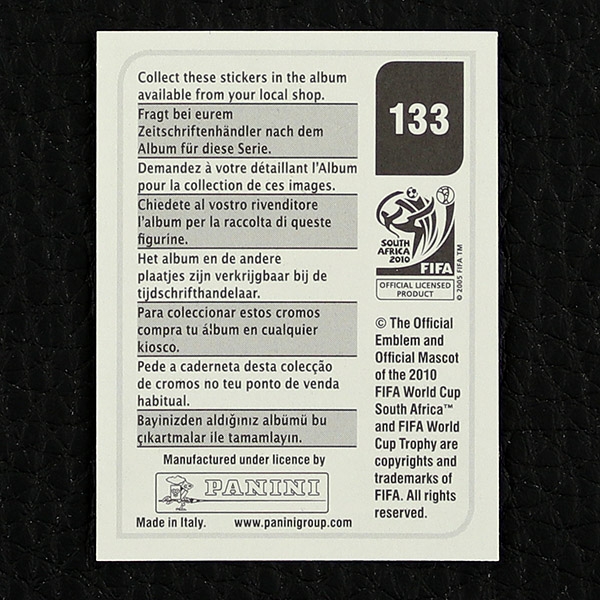 Collect these stickers in the album
available from your local shop.
Fragt bei eurem
Zeitschriftenhändler nach dem
Album für diese Serie.
Demandez à votre détaillant l'Album
pour la collection de ces images.
Chiedete al vostro rivenditore
l'album per la raccolta di queste
figurine.
Het album en de andere
plaatjes zijn verkrijgbaar bij de
tijdschrifthandelaar.
Para coleccionar estos cromos
compra tu álbum en cualquier
kiosco.
Pede a caderneta desta colecção
de cromos no teu ponto de venda
habitual.
Bayinizden aldığınız albümü bu
çıkartmalar ile tamamlayın.
Manufactured under licence by
PANINI
Made in Italy. www.paninigroup.com
133
SOUTH
AFRICA
2010
FIFA
OFFICIAL LICENSED
PRODUCT
© 2005 FIFA TM
© The Official
Emblem and
Official Mascot
of the 2010
FIFA World Cup
South Africa™
and FIFA World
Cup Trophy are
copyrights and
trademarks of
FIFA. All rights
reserved.